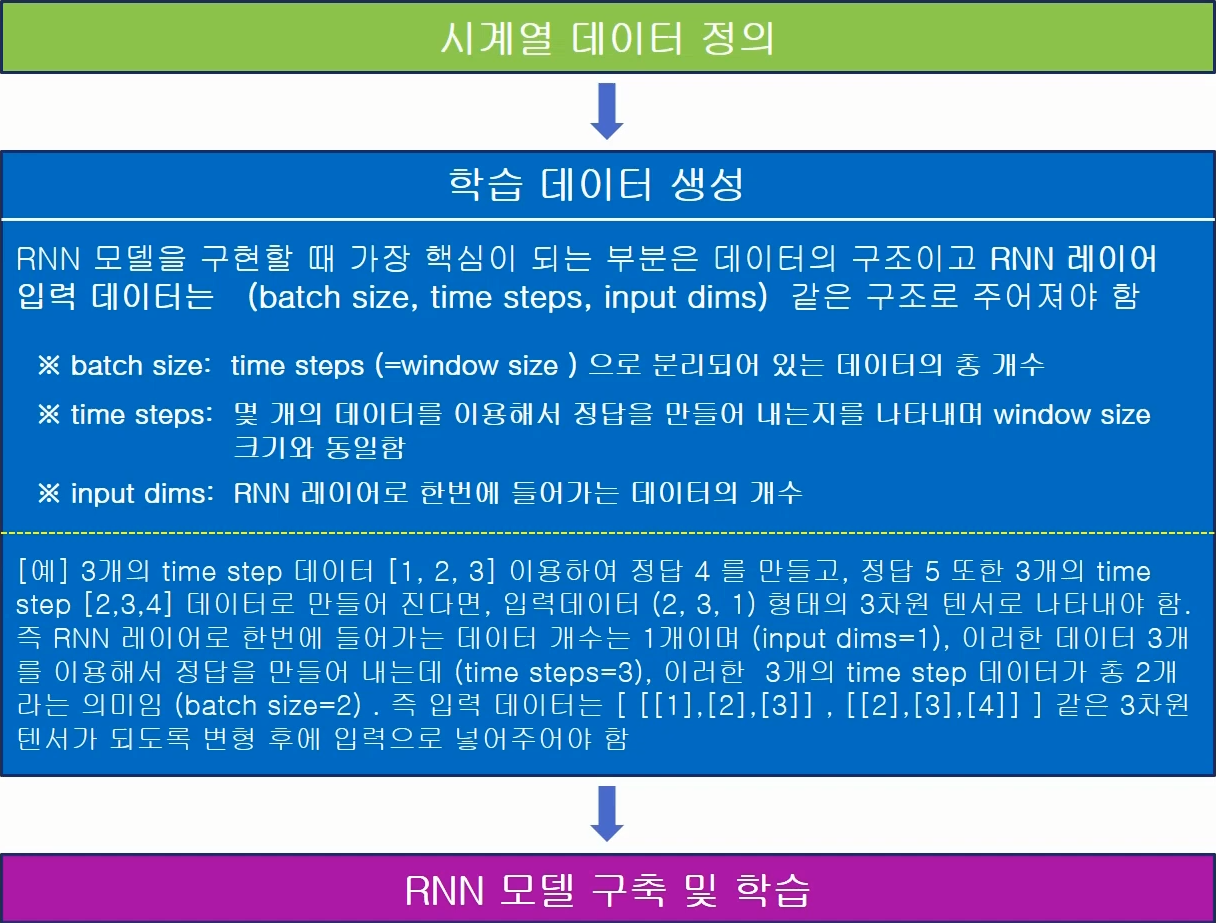 시계열 데이터 정의
학습 데이터 생성
RNN 모델을 구현할 때 가장 핵심이 되는 부분은 데이터의 구조이고 RNN 레이어
입력 데이터는 (batch size, time steps, input dims) 같은 구조로 주어져야 함
※ batch size: time steps (=window size ) 으로 분리되어 있는 데이터의 총 개수
※ time steps: 몇 개의 데이터를 이용해서 정답을 만들어 내는지를 나타내며 window size
크기와 동일함
※ input dims: RNN 레이어로 한번에 들어가는 데이터의 개수
[예] 3개의 time step 데이터 [1, 2, 3] 이용하여 정답 4 를 만들고, 정답 5 또한 3개의 time
step [2,3,4] 데이터로 만들어 진다면, 입력데이터 (2, 3, 1) 형태의 3차원 텐서로 나타내야 함.
즉 RNN 레이어로 한번에 들어가는 데이터 개수는 1개이며 (input dims=1), 이러한 데이터 3개
를 이용해서 정답을 만들어 내는데 (time steps=3), 이러한 3개의 time step 데이터가 총 2개
라는 의미임 (batch size=2) . 즉 입력 데이터는 [ [[1],[2],[3]] , [[2],[3],[4]] ] 같은 3차원
텐서가 되도록 변형 후에 입력으로 넣어주어야 함
RNN 모델 구축 및 학습